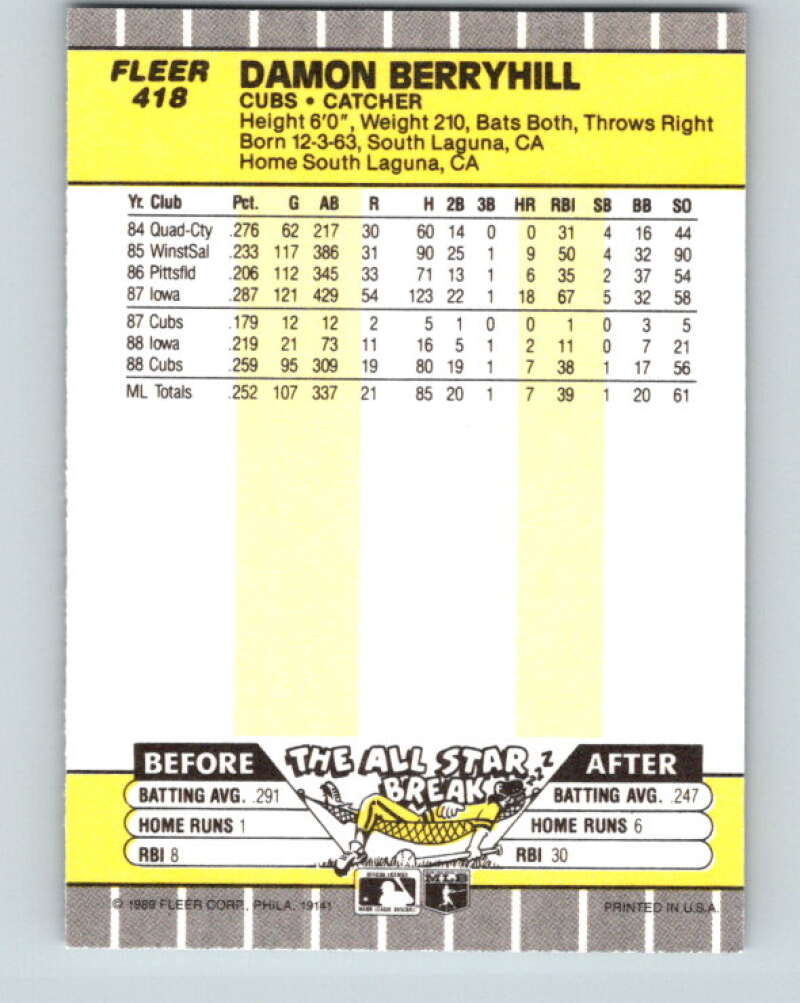 FLEER
418
DAMON BERRYHILL
CUBS • CATCHER
Height 6'0", Weight 210, Bats Both, Throws Right
Born 12-3-63, South Laguna, CA
Home South Laguna, CA
Yr. Club Pct. G AB R H 2B 3B HR RBI SB BB SO
84 Quad-Cty .276 62 217 30 60 14 0 0 31 4 16 44
85 WinstSal .233 117 386 31 90 25 1 9 50 4 32 90
86 Pittsfld .206 112 345 33 71 13 1 6 35 2 37 54
87 Iowa .287 121 429 54 123 22 1 18 67 5 32 58
87 Cubs .179 12 12 2 5 1 0 0 1 0 3 5
88 Iowa .219 21 73 11 16 5 1 2 11 0 7 21
88 Cubs .259 95 309 19 80 19 1 7 38 1 17 56
ML Totals .252 107 337 21 85 20 1 7 39 1 20 61
BEFORE THE ALL STAR BREAK ZZZZ AFTER
BATTING AVG. .291 BATTING AVG. .247
HOME RUNS 1 HOME RUNS 6
RBI 8 RBI 30
OFFICIAL LICENSEE
MAJOR LEAGUE BASEBALL
MLB
© 1989 FLEER CORP., PHILA. 19141 PRINTED IN U.S.A.